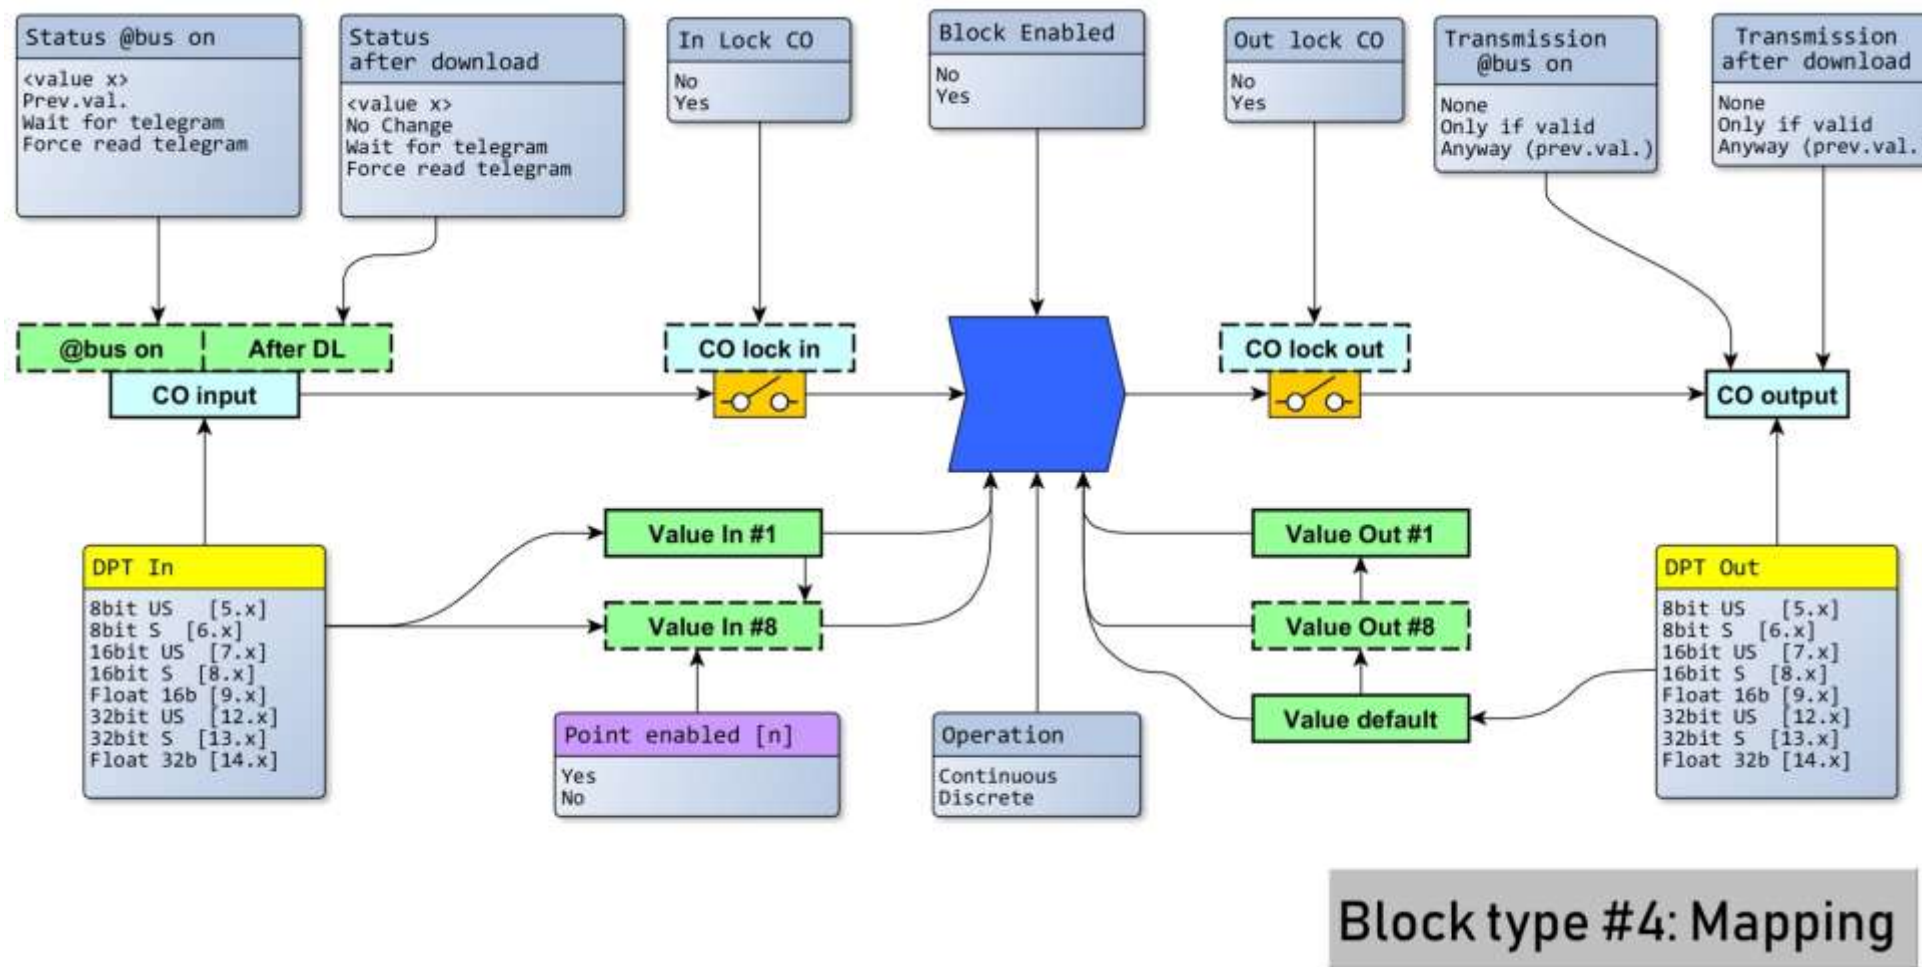 Status @bus on
<value x>
Prev.val.
Wait for telegram
Force read telegram
Status
after download
<value x>
No Change
Wait for telegram
Force read telegram
In Lock CO
No
Yes
Block Enabled
No
Yes
Out lock CO
No
Yes
Transmission
@bus on
None
Only if valid
Anyway (prev.val.)
Transmission
after download
None
Only if valid
Anyway (prev.val.
@bus on
After DL
CO input
CO lock in
CO lock out
CO output
DPT In
8bit US [5.x]
8bit S [6.x]
16bit US [7.x]
16bit S [8.x]
Float 16b [9.x]
32bit US [12.x]
32bit S [13.x]
Float 32b [14.x]
Value In #1
Value In #8
Point enabled [n]
Yes
No
Operation
Continuous
Discrete
Value Out #1
Value Out #8
Value default
DPT Out
8bit US [5.x]
8bit S [6.x]
16bit US [7.x]
16bit S [8.x]
Float 16b [9.x]
32bit US [12.x]
32bit S [13.x]
Float 32b [14.x]
Block type #4: Mapping